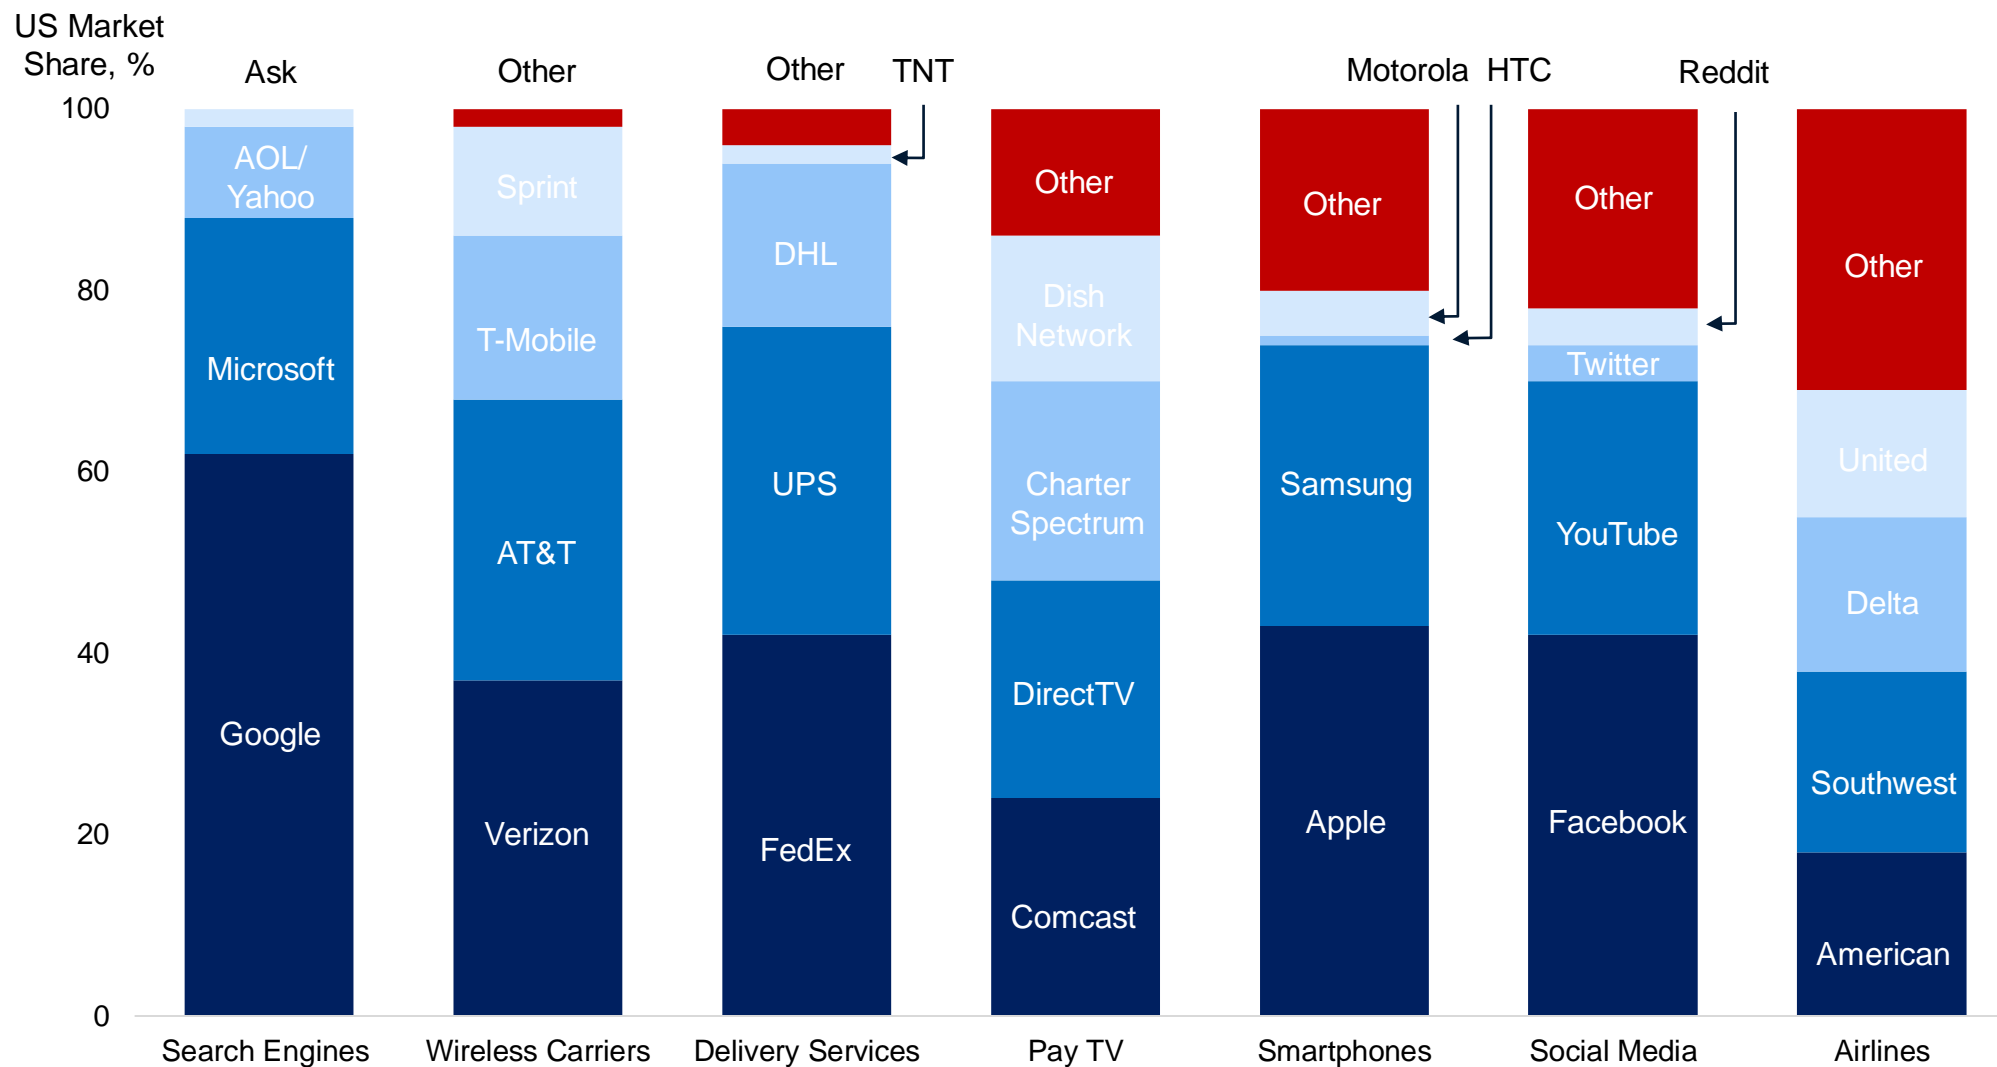 US Market
Share, %
Ask
Other
Other
TNT
Motorola
HTC
Reddit
100
80
60
40
20
0
AOL/
Yahoo
Microsoft
Google
Sprint
T-Mobile
AT&T
Verizon
DHL
UPS
FedEx
Other
Dish
Network
Charter
Spectrum
DirectTV
Comcast
Other
Samsung
Apple
Other
Twitter
YouTube
Facebook
Other
United
Delta
Southwest
American
Search Engines
Wireless Carriers
Delivery Services
Pay TV
Smartphones
Social Media
Airlines